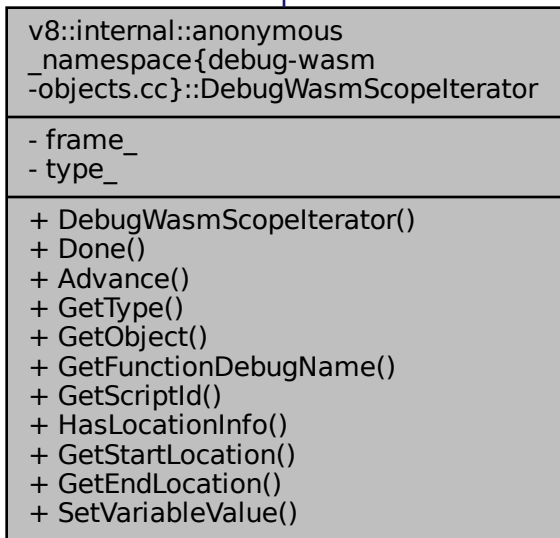 v8::internal::anonymous
_namespace{debug-wasm
-objects.cc}::DebugWasmScopeIterator
- frame_
- type_
+ DebugWasmScopeIterator()
+ Done()
+ Advance()
+ GetType()
+ GetObject()
+ GetFunctionDebugName()
+ GetScriptId()
+ HasLocationInfo()
+ GetStartLocation()
+ GetEndLocation()
+ SetVariableValue()